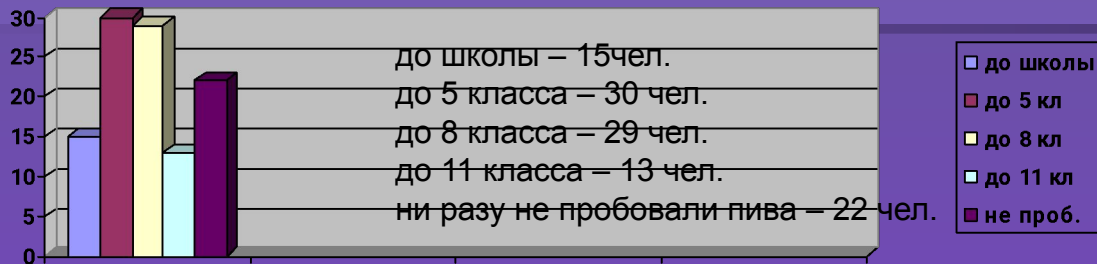 30
25
20
15
10
5
0
до школы – 15чел.
до 5 класса – 30 чел.
до 8 класса – 29 чел.
до 11 класса – 13 чел.
ни разу не пробовали пива – 22 чел.
до школы
до 5 кл
до 8 кл
до 11 кл
не проб.